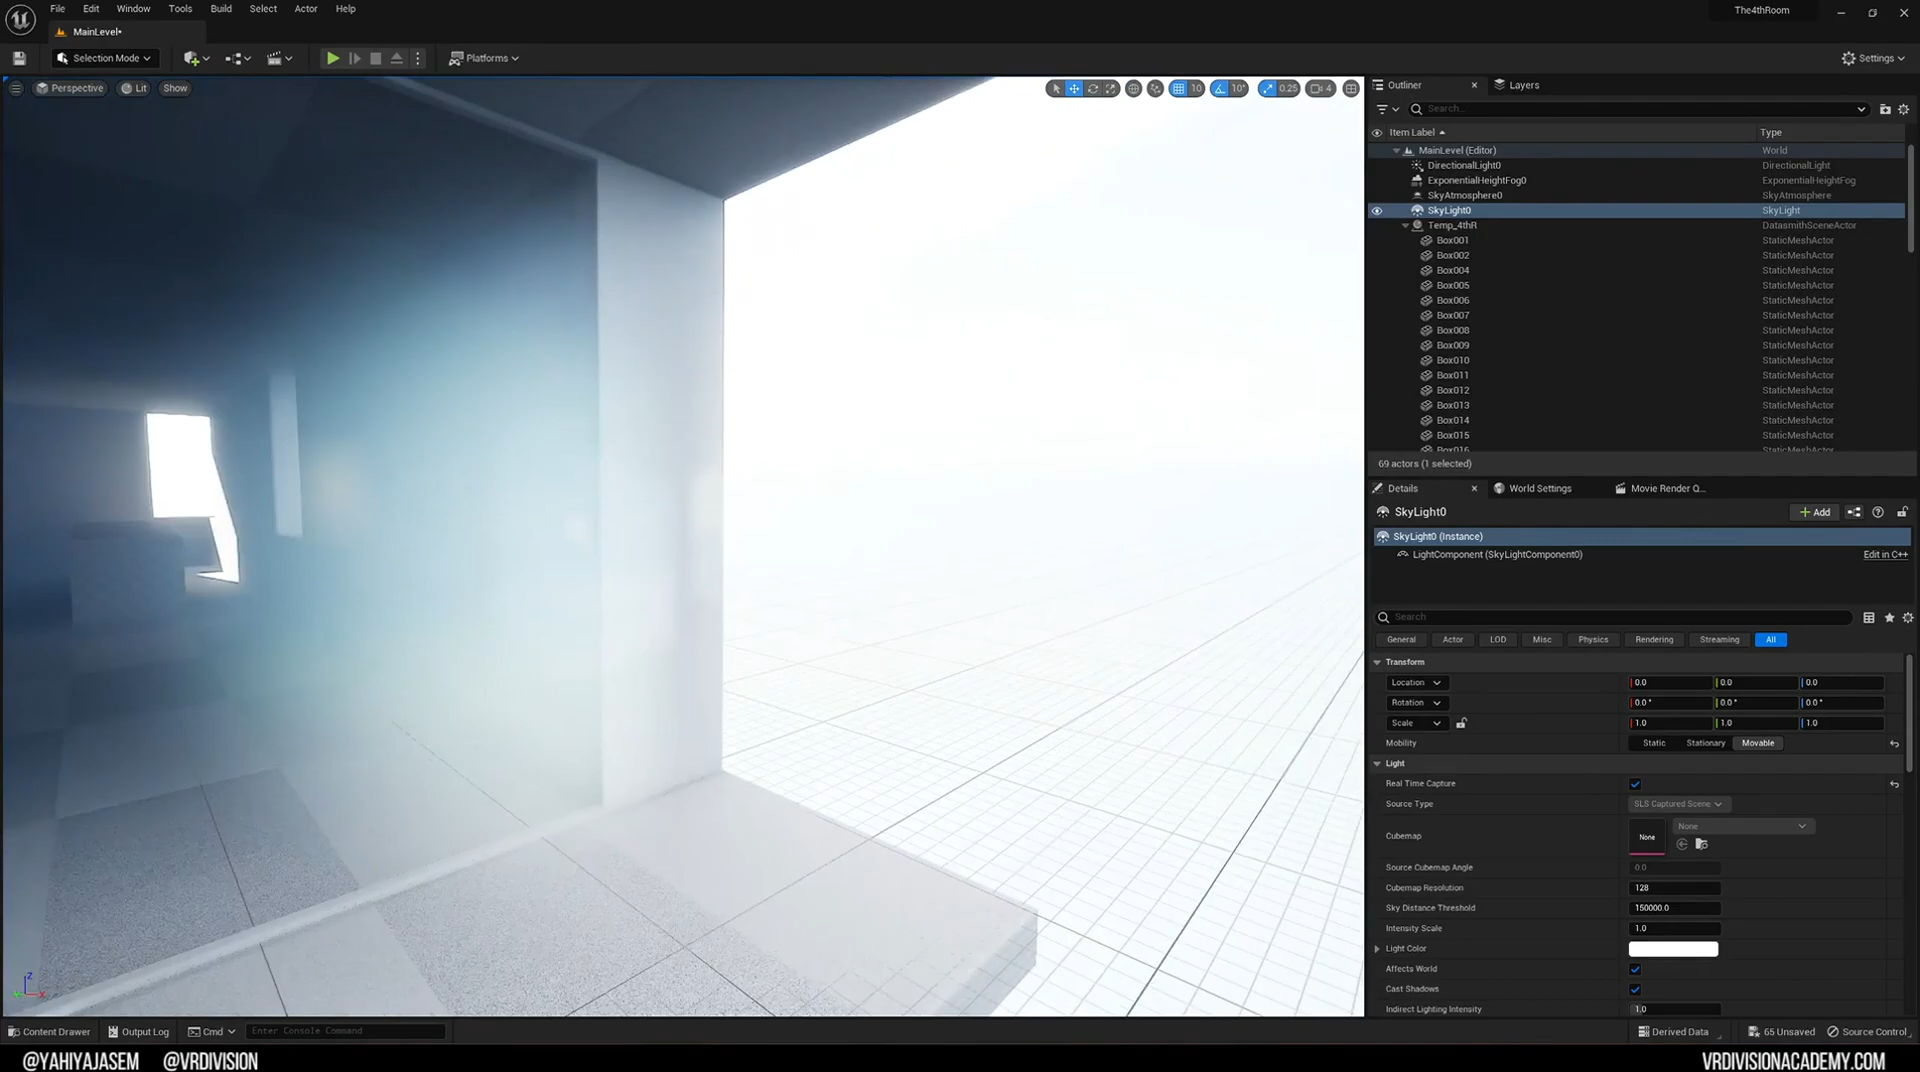 File Edit Window Tools Build Select Actor Help
The4thRoom
MainLevel•
Selection Mode
Platforms
Settings
Perspective Lit Show
10 10° 0.25 4
Outliner Layers
Search...
Item Label Type
MainLevel (Editor) World
DirectionalLight0 DirectionalLight
ExponentialHeightFog0 ExponentialHeightFog
SkyAtmosphere0 SkyAtmosphere
SkyLight0 SkyLight
Temp_4thR DatasmithSceneActor
Box001 StaticMeshActor
Box002 StaticMeshActor
Box004 StaticMeshActor
Box005 StaticMeshActor
Box006 StaticMeshActor
Box007 StaticMeshActor
Box008 StaticMeshActor
Box009 StaticMeshActor
Box010 StaticMeshActor
Box011 StaticMeshActor
Box012 StaticMeshActor
Box013 StaticMeshActor
Box014 StaticMeshActor
Box015 StaticMeshActor
Box016 StaticMeshActor
69 actors (1 selected)
Details World Settings Movie Render Q...
SkyLight0
Add
SkyLight0 (Instance)
LightComponent (SkyLightComponent0) Edit in C++
Search
General Actor LOD Misc Physics Rendering Streaming All
Transform
Location 0.0 0.0 0.0
Rotation 0.0° 0.0° 0.0°
Scale 1.0 1.0 1.0
Mobility Static Stationary Movable
Light
Real Time Capture
Source Type SLS Captured Scene
Cubemap None None
Source Cubemap Angle 0.0
Cubemap Resolution 128
Sky Distance Threshold 150000.0
Intensity Scale 1.0
Light Color
Affects World
Cast Shadows
Indirect Lighting Intensity 1.0
Z
X
Content Drawer Output Log Cmd Enter Console Command
Derived Data 65 Unsaved Source Control
@YAHIYAJASEM @VRDIVISION
VRDIVISIONACADEMY.COM